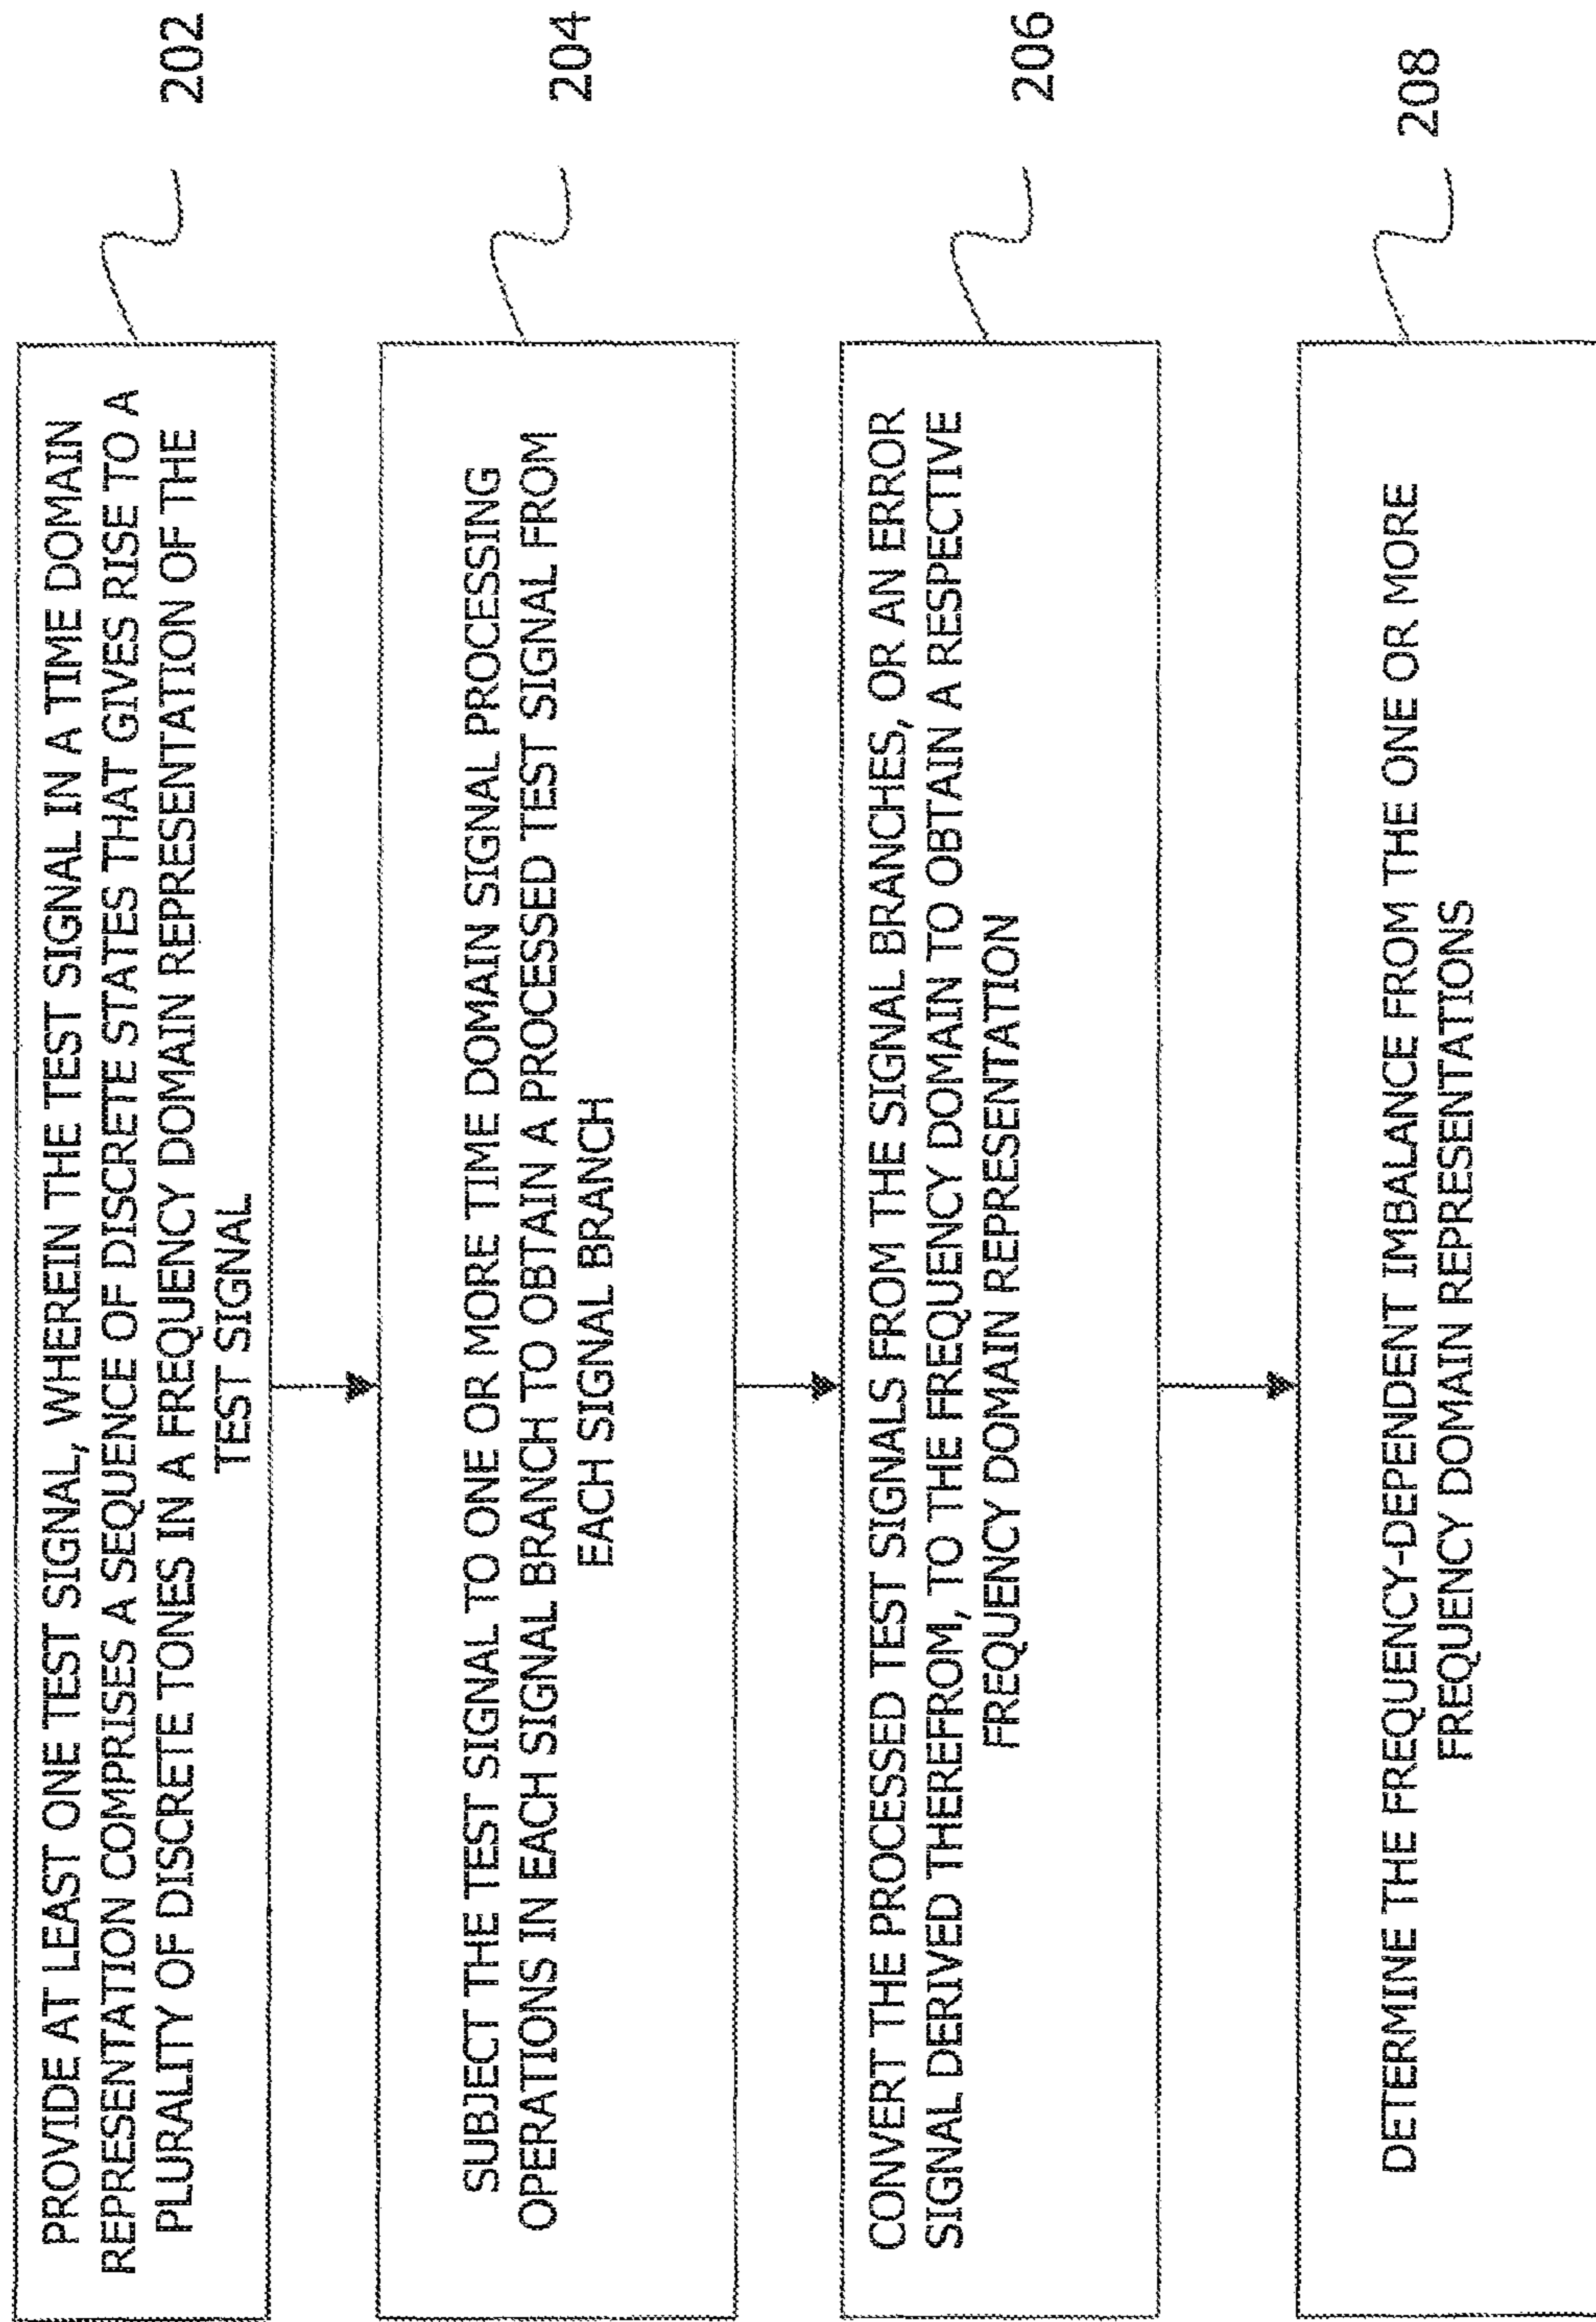 PROVIDE AT LEAST ONE TEST SIGNAL, WHEREIN THE TEST SIGNAL IN A TIME DOMAIN
REPRESENTATION COMPRISES A SEQUENCE OF DISCRETE STATES THAT GIVES RISE TO A
PLURALITY OF DISCRETE TONES IN A FREQUENCY DOMAIN REPRESENTATION OF THE
TEST SIGNAL
202
SUBJECT THE TEST SIGNAL TO ONE OR MORE TIME DOMAIN SIGNAL PROCESSING
OPERATIONS IN EACH SIGNAL BRANCH TO OBTAIN A PROCESSED TEST SIGNAL FROM
EACH SIGNAL BRANCH
204
CONVERT THE PROCESSED TEST SIGNALS FROM THE SIGNAL BRANCHES, OR AN ERROR
SIGNAL DERIVED THEREFROM, TO THE FREQUENCY DOMAIN TO OBTAIN A RESPECTIVE
FREQUENCY DOMAIN REPRESENTATION
206
DETERMINE THE FREQUENCY-DEPENDENT IMBALANCE FROM THE ONE OR MORE
FREQUENCY DOMAIN REPRESENTATIONS
208